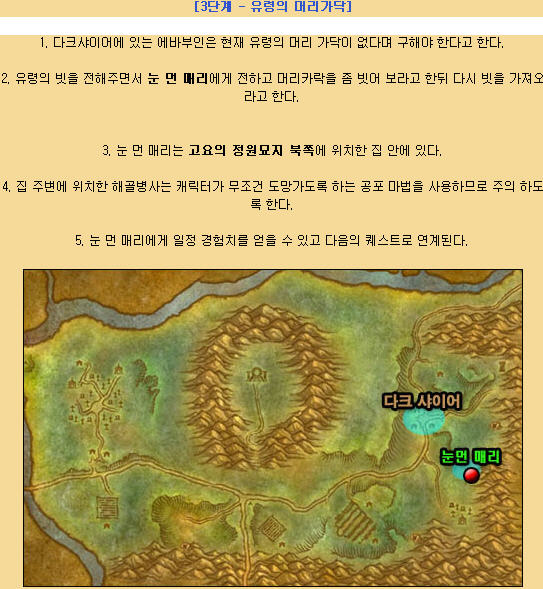 [3단계 - 유령의 머리가닥]
1. 다크샤이어에 있는 에바부인은 현재 유령의 머리 가닥이 없다며 구해야 한다고 한다.
2. 유령의 빗을 전해주면서 눈 먼 매리에게 전하고 머리카락을 좀 빗어 보라고 한뒤 다시 빗을 가져오
라고 한다.
3. 눈 먼 매리는 고요의 정원묘지 북쪽에 위치한 집 안에 있다.
4. 집 주변에 위치한 해골병사는 캐릭터가 무조건 도망가도록 하는 공포 마법을 사용하므로 주의 하도
록 한다.
5. 눈 먼 매리에게 일정 경험치를 얻을 수 있고 다음의 퀘스트로 연계된다.
다크 샤이어
눈먼 매리